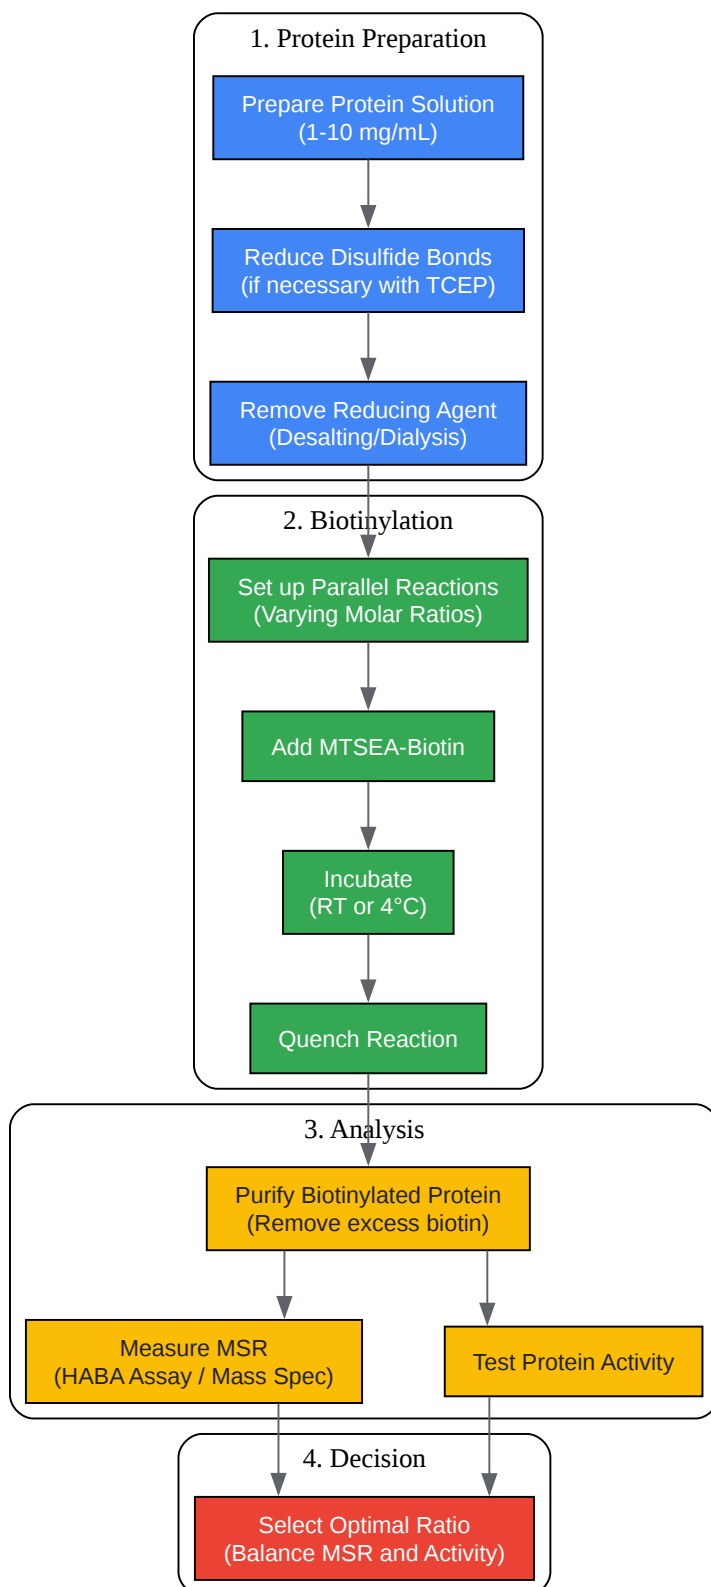 1. Protein Preparation
Prepare Protein Solution
(1-10 mg/mL)
Reduce Disulfide Bonds
(if necessary with TCEP)
Remove Reducing Agent
(Desalting/Dialysis)
2. Biotinylation
Set up Parallel Reactions
(Varying Molar Ratios)
Add MTSEA-Biotin
Incubate
(RT or 4°C)
Quench Reaction
3. Analysis
Purify Biotinylated Protein
(Remove excess biotin)
Measure MSR
(HABA Assay / Mass Spec)
Test Protein Activity
4. Decision
Select Optimal Ratio
(Balance MSR and Activity)